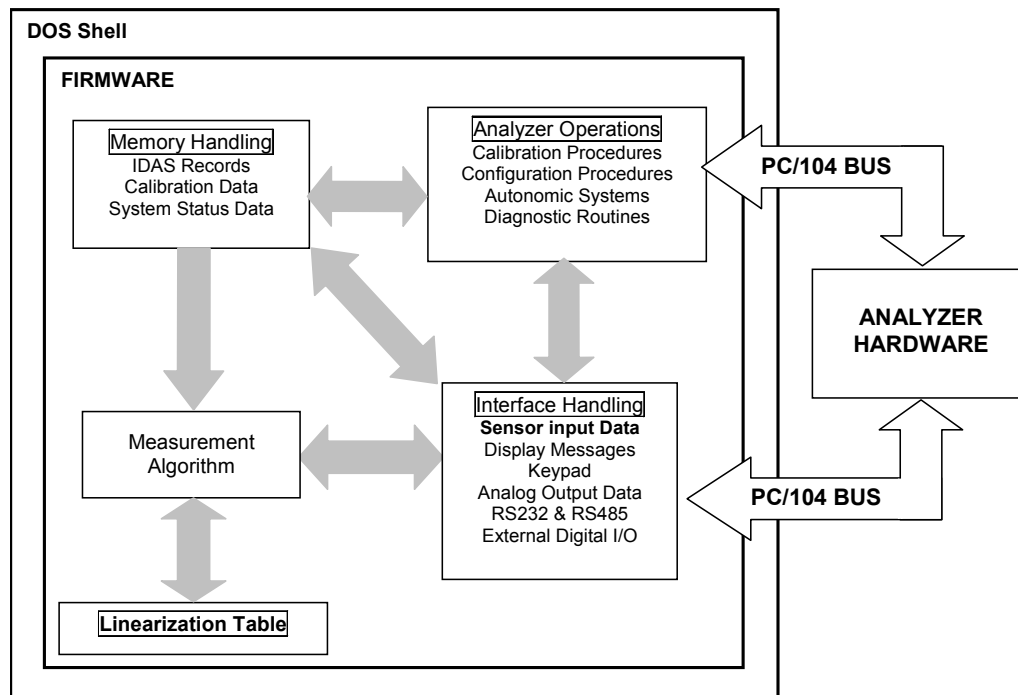 DOS Shell
FIRMWARE
Memory Handling
IDAS Records
Calibration Data
System Status Data
Analyzer Operations
Calibration Procedures
Configuration Procedures
Autonomic Systems
Diagnostic Routines
PC/104 BUS
ANALYZER
HARDWARE
Measurement
Algorithm
Interface Handling
Sensor input Data
Display Messages
Keypad
Analog Output Data
RS232 & RS485
External Digital I/O
PC/104 BUS
Linearization Table